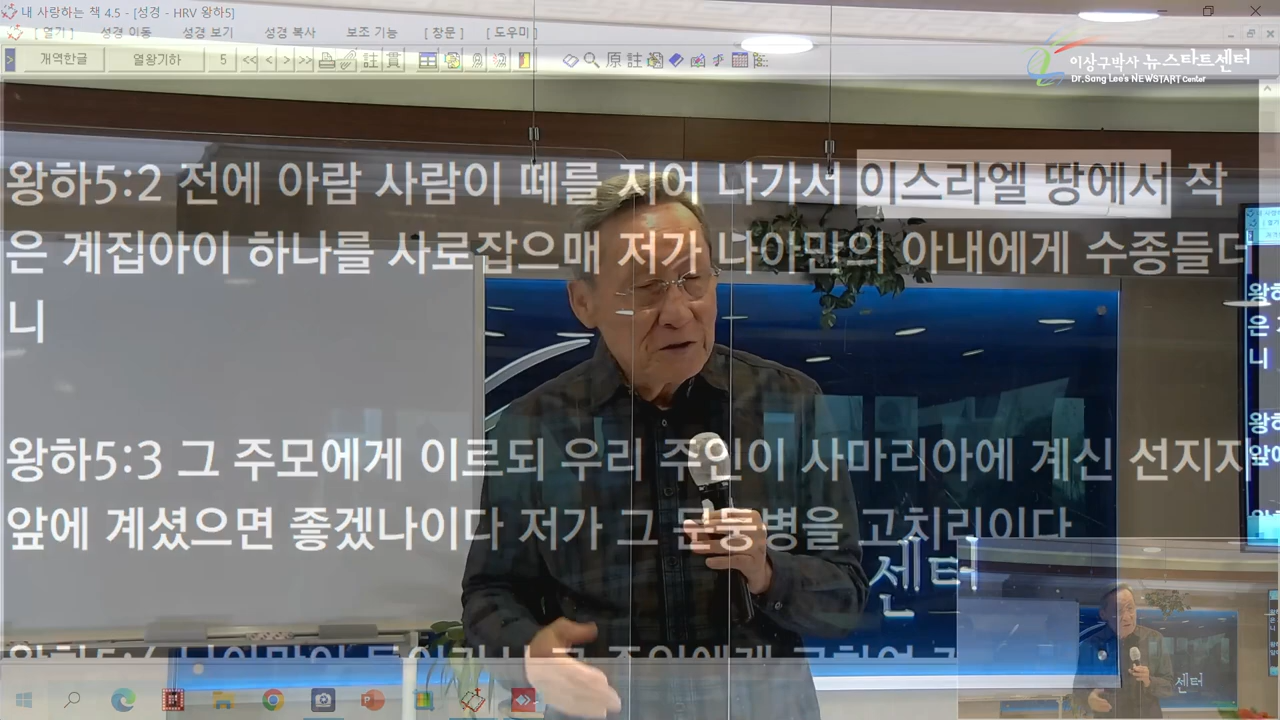 내 사랑하는 책 4.5 - [성경 - HRV 왕하5]
[ 열기 ] 성경 이동 성경 보기 성경 복사 보조 기능 [ 창문 ] [ 도우미 ]
개역한글 열왕기하 5 << < > >> 註 貫 原 註
이상구박사 뉴스타트센터
Dr. Sang Lee's NEWSTART Center
왕하5:2 전에 아람 사람이 떼를 지어 나가서 이스라엘 땅에서 작
은 계집아이 하나를 사로잡으매 저가 나아만의 아내에게 수종들더
니
왕하5:3 그 주모에게 이르되 우리 주인이 사마리아에 계신 선지자
앞에 계셨으면 좋겠나이다 저가 그 문둥병을 고치리이다
센터
센터